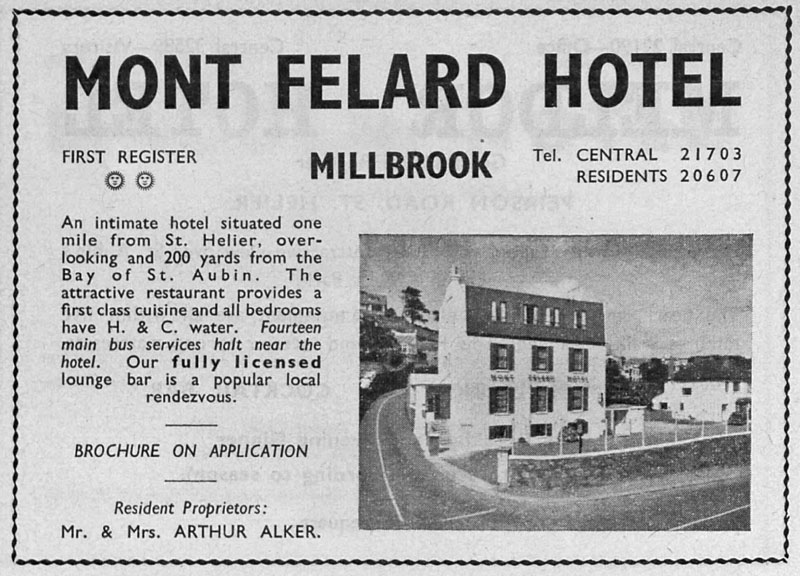 MONT FELARD HOTEL
FIRST REGISTER
MILLBROOK
Tel. CENTRAL 21703
RESIDENTS 20607
An intimate hotel situated one
mile from St. Helier, over-
looking and 200 yards from the
Bay of St. Aubin. The
attractive restaurant provides a
first class cuisine and all bedrooms
have H. & C. water. Fourteen
main bus services halt near the
hotel. Our fully licensed
lounge bar is a popular local
rendezvous.
BROCHURE ON APPLICATION
Resident Proprietors:
Mr. & Mrs. ARTHUR ALKER.
MONT FELARD HOTEL